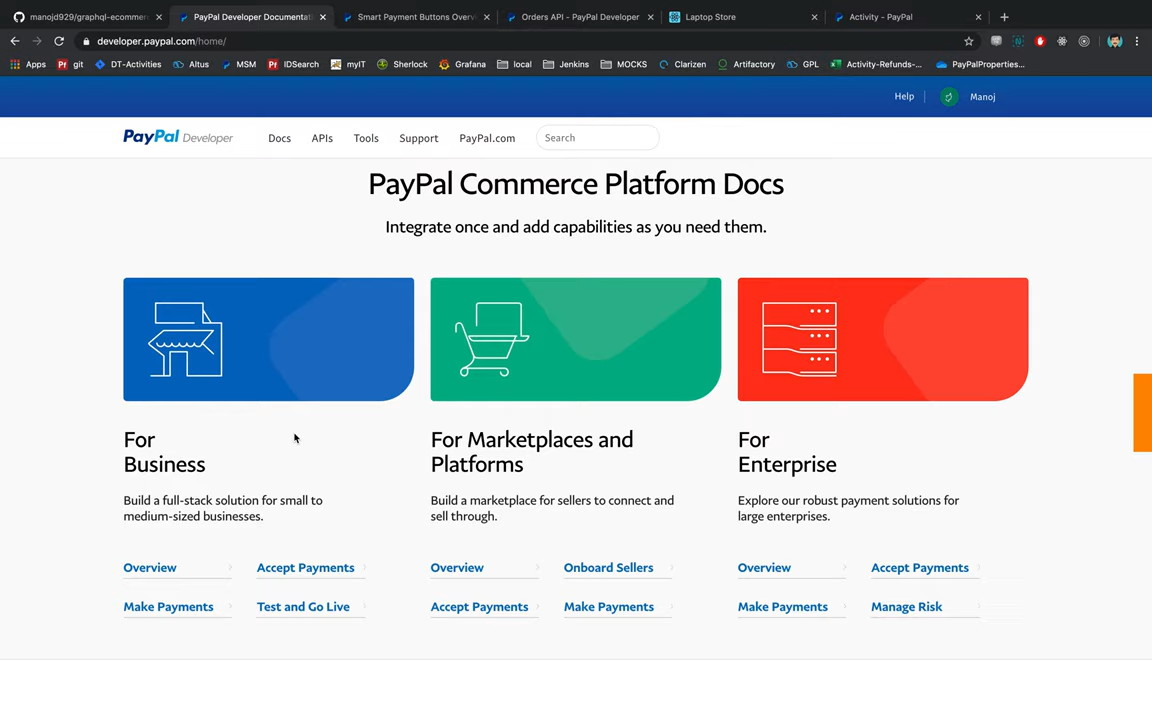 manojd929/graphql-ecommer
PayPal Developer Documentati
Smart Payment Buttons Overvi
Orders API - PayPal Developer
Laptop Store
Activity - PayPal
developer.paypal.com/home/
Apps
git
DT-Activities
Altus
MSM
IDSearch
myIT
Sherlock
Grafana
local
Jenkins
MOCKS
Clarizen
Artifactory
GPL
Activity-Refunds-...
PayPalProperties...
Help
Manoj
PayPal Developer
Docs
APIs
Tools
Support
PayPal.com
Search
PayPal Commerce Platform Docs
Integrate once and add capabilities as you need them.
For
Business
Build a full-stack solution for small to
medium-sized businesses.
Overview
Accept Payments
Make Payments
Test and Go Live
For Marketplaces and
Platforms
Build a marketplace for sellers to connect and
sell through.
Overview
Onboard Sellers
Accept Payments
Make Payments
For
Enterprise
Explore our robust payment solutions for
large enterprises.
Overview
Accept Payments
Make Payments
Manage Risk